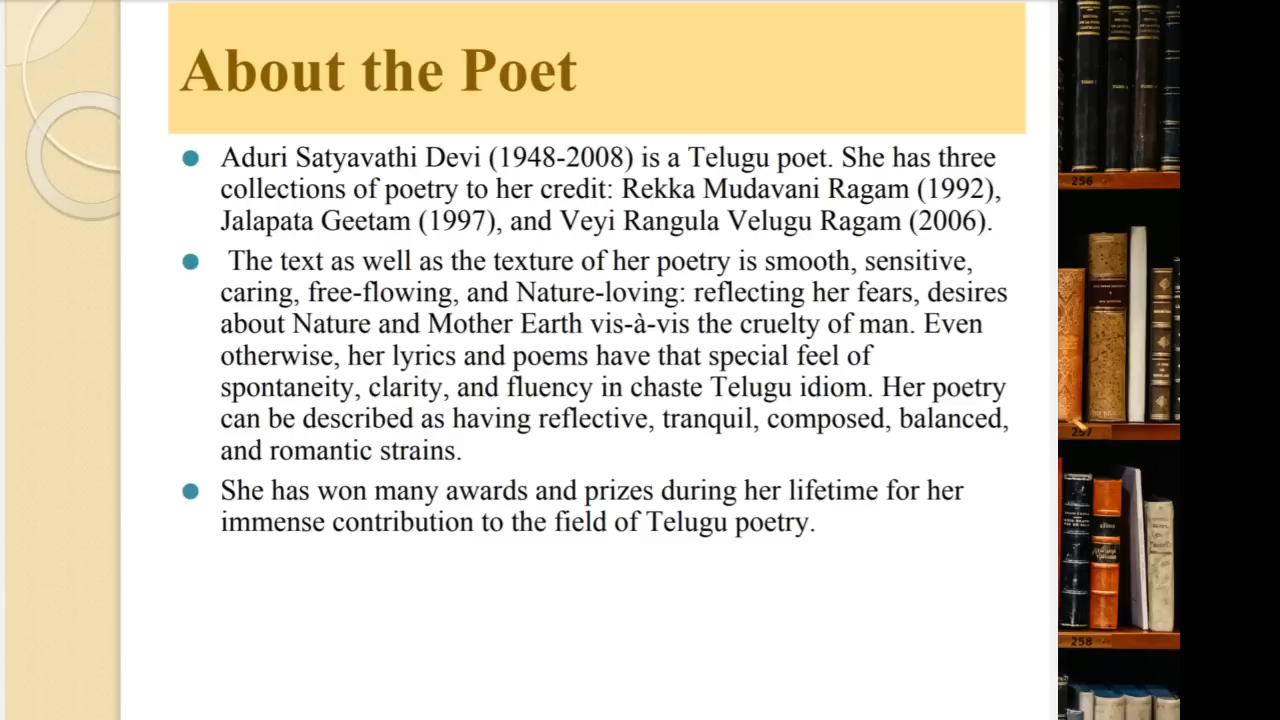 About the Poet
Aduri Satyavathi Devi (1948-2008) is a Telugu poet. She has three
collections of poetry to her credit: Rekka Mudavani Ragam (1992),
Jalapata Geetam (1997), and Veyi Rangula Velugu Ragam (2006).
The text as well as the texture of her poetry is smooth, sensitive,
caring, free-flowing, and Nature-loving: reflecting her fears, desires
about Nature and Mother Earth vis-à-vis the cruelty of man. Even
otherwise, her lyrics and poems have that special feel of
spontaneity, clarity, and fluency in chaste Telugu idiom. Her poetry
can be described as having reflective, tranquil, composed, balanced,
and romantic strains.
She has won many awards and prizes during her lifetime for her
immense contribution to the field of Telugu poetry.
256
257
258